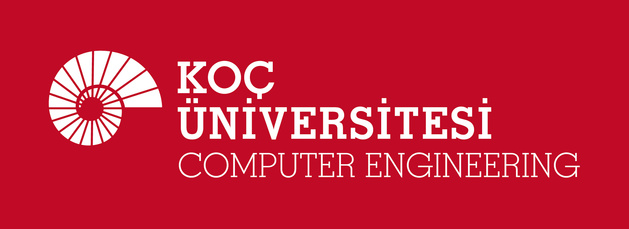 KOÇ
ÜNİVERSİTESİ
COMPUTER ENGINEERING